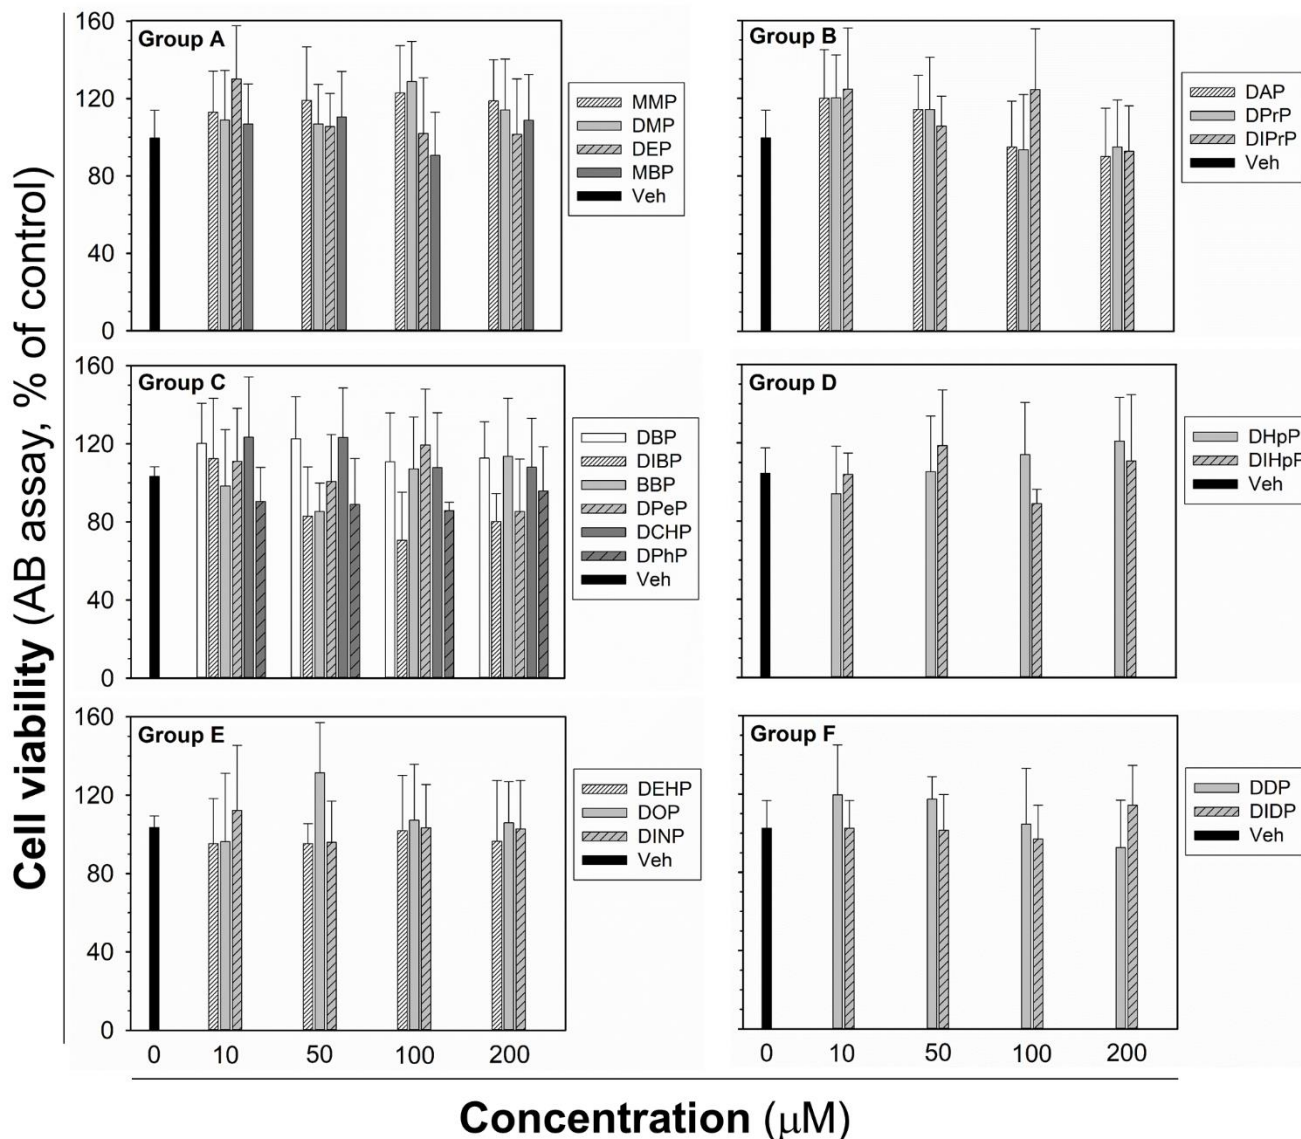 Cell viability (AB assay, % of control)
Group A
160
120
80
40
0
MMP
DMP
DEP
MBP
Veh
Group B
DAP
DPrP
DIPrP
Veh
Group C
160
120
80
40
0
DBP
DIBP
BBP
DPeP
DCHP
DPhP
Veh
Group D
DHpP
DIHpP
Veh
Group E
160
120
80
40
0
DEHP
DOP
DINP
Veh
Group F
DDP
DIDP
Veh
0 10 50 100 200
0 10 50 100 200
Concentration (μM)